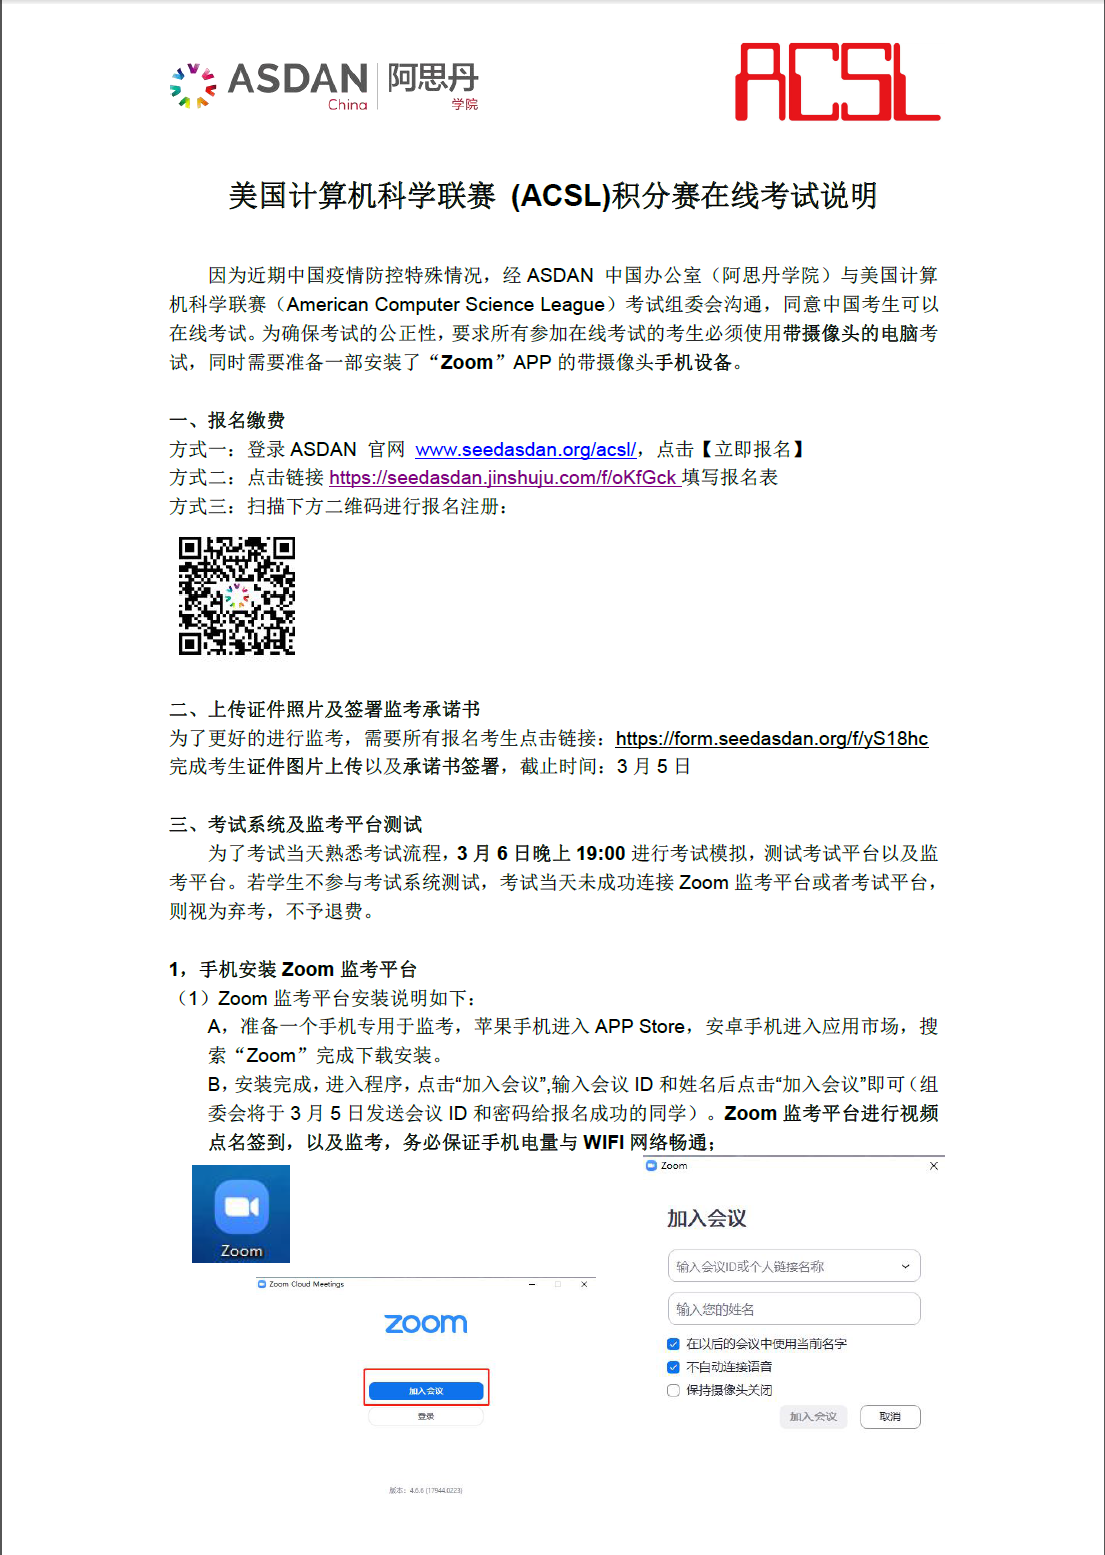 ASDAN 阿思丹
China 学院
ACSL
美国计算机科学联赛 (ACSL)积分赛在线考试说明
因为近期中国疫情防控特殊情况，经 ASDAN 中国办公室（阿思丹学院）与美国计算
机科学联赛（American Computer Science League）考试组委会沟通，同意中国考生可以
在线考试。为确保考试的公正性，要求所有参加在线考试的考生必须使用带摄像头的电脑考
试，同时需要准备一部安装了“Zoom”APP 的带摄像头手机设备。
一、报名缴费
方式一：登录 ASDAN 官网 www.seedasdan.org/acsl/，点击【立即报名】
方式二：点击链接 https://seedasdan.jinshuju.com/f/oKfGck 填写报名表
方式三：扫描下方二维码进行报名注册：
二、上传证件照片及签署监考承诺书
为了更好的进行监考，需要所有报名考生点击链接：https://form.seedasdan.org/f/yS18hc
完成考生证件图片上传以及承诺书签署，截止时间：3 月 5 日
三、考试系统及监考平台测试
为了考试当天熟悉考试流程，3 月 6 日晚上 19:00 进行考试模拟，测试考试平台以及监
考平台。若学生不参与考试系统测试，考试当天未成功连接 Zoom 监考平台或者考试平台，
则视为弃考，不予退费。
1，手机安装 Zoom 监考平台
（1）Zoom 监考平台安装说明如下：
A，准备一个手机专用于监考，苹果手机进入 APP Store，安卓手机进入应用市场，搜
索“Zoom”完成下载安装。
B，安装完成，进入程序，点击“加入会议”,输入会议 ID 和姓名后点击“加入会议”即可（组
委会将于 3 月 5 日发送会议 ID 和密码给报名成功的同学）。Zoom 监考平台进行视频
点名签到，以及监考，务必保证手机电量与 WIFI 网络畅通；
Zoom
Zoom Cloud Meetings
zoom
加入会议
登录
版本：4.6.6 (17944.0223)
Zoom
加入会议
输入会议ID或个人链接名称
输入您的姓名
在以后的会议中使用当前名字
不自动连接语音
保持摄像头关闭
加入会议 取消